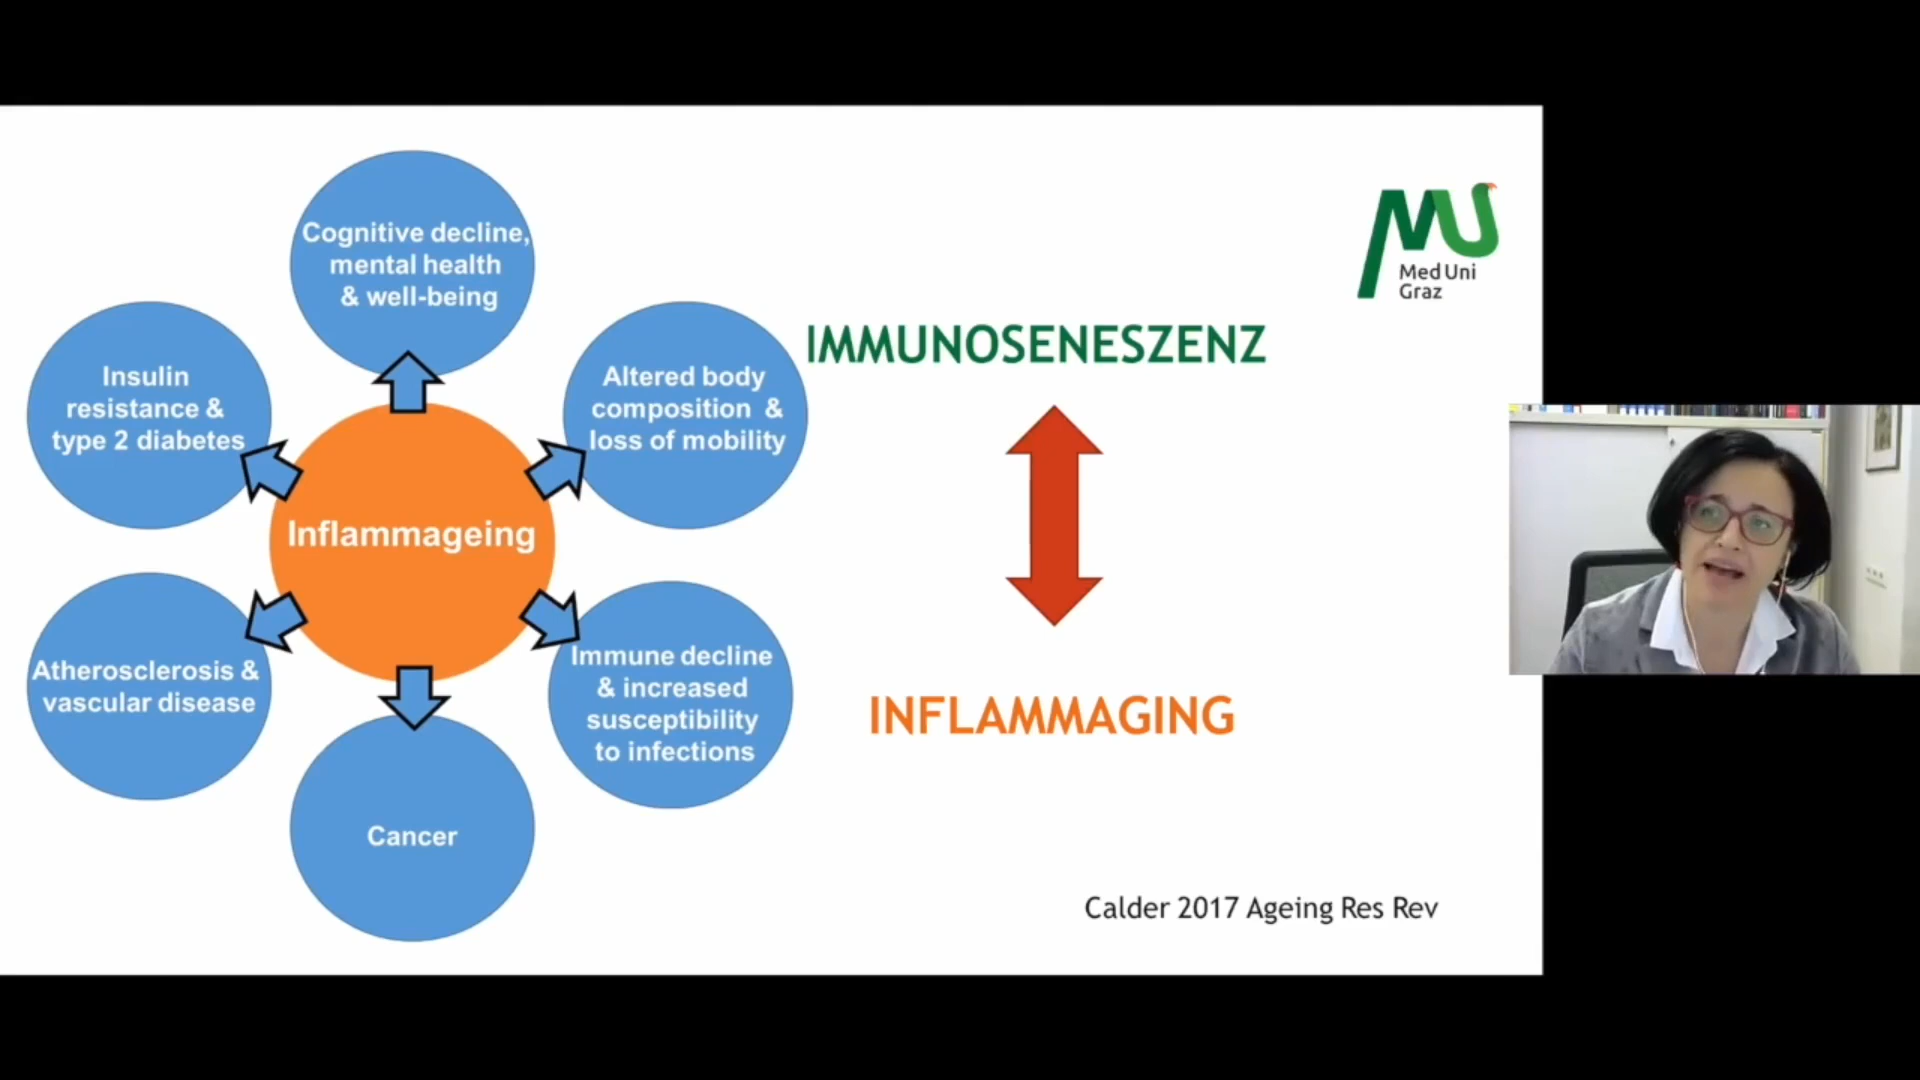 Cognitive decline,
mental health
& well-being
Insulin
resistance &
type 2 diabetes
Altered body
composition &
loss of mobility
Inflammageing
Atherosclerosis &
vascular disease
Immune decline
& increased
susceptibility
to infections
Cancer
IMMUNOSENESZENZ
INFLAMMAGING
Med Uni
Graz
Calder 2017 Ageing Res Rev